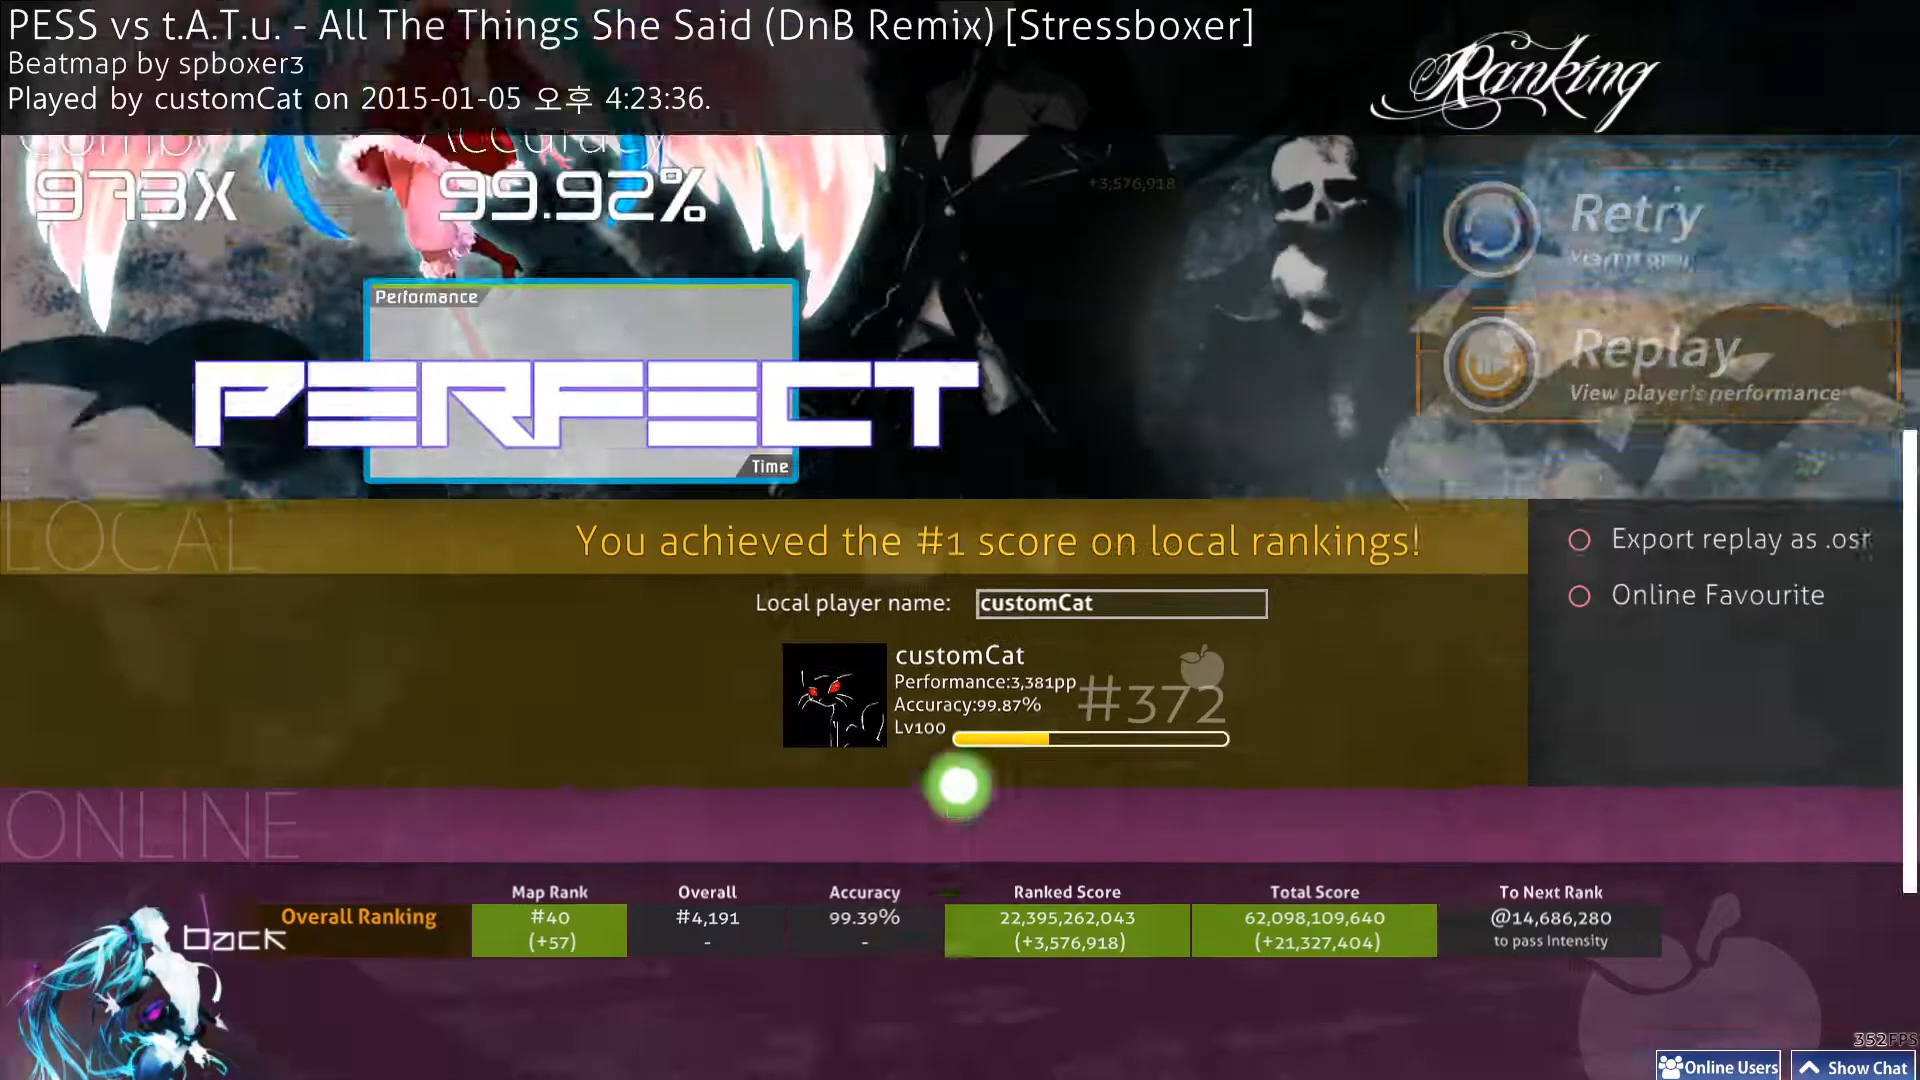 PESS vs t.A.T.u. - All The Things She Said (DnB Remix) [Stressboxer]
Beatmap by spboxer3
Played by customCat on 2015-01-05 오후 4:23:36.
Ranking
Combo Accuracy
973X 99.92%
+3,576,918
Retry
Replay
View player's performance
Performance
PERFECT
Time
LOCAL
You achieved the #1 score on local rankings!
Export replay as .osr
Online Favourite
Local player name: customCat
customCat
Performance:3,381pp
Accuracy:99.87%
Lv100
#372
ONLINE
Map Rank Overall Accuracy Ranked Score Total Score To Next Rank
Overall Ranking #40 #4,191 99.39% 22,395,262,043 62,098,109,640 @14,686,280
(+57) - - (+3,576,918) (+21,327,404) to pass Intensity
back
352FPS
Online Users Show Chat